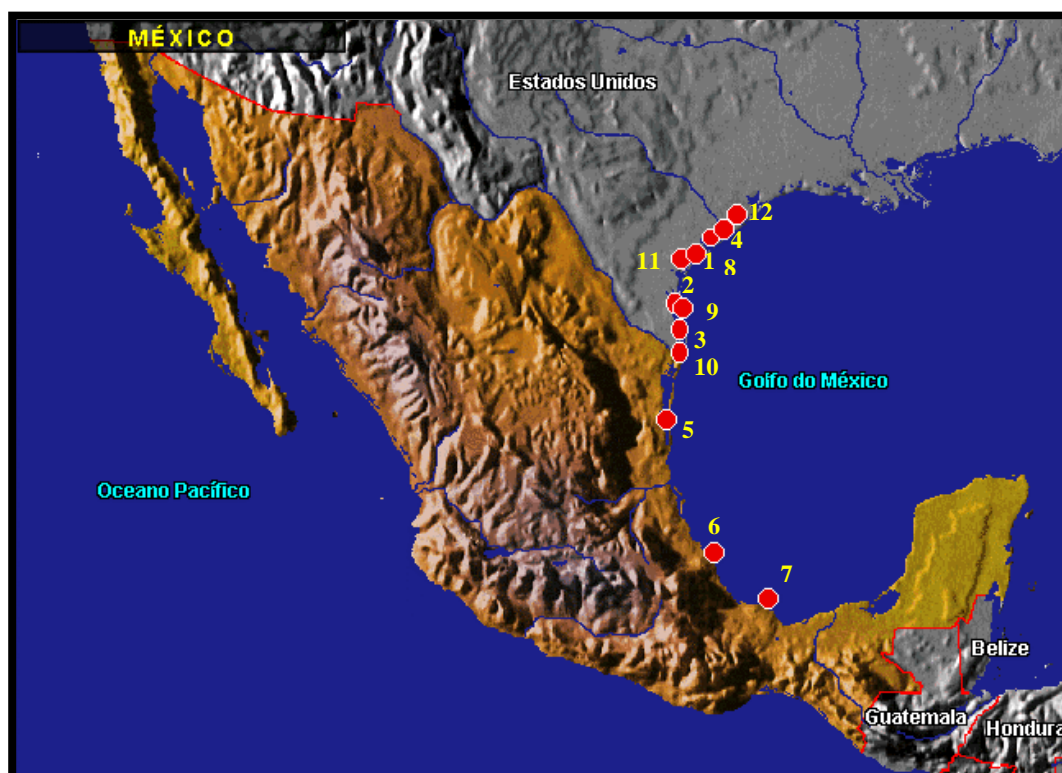 MÉXICO
Estados Unidos
12
4
8
1
11
2
9
3
10
Golfo do México
5
Oceano Pacífico
6
7
Belize
Guatemala
Hondura